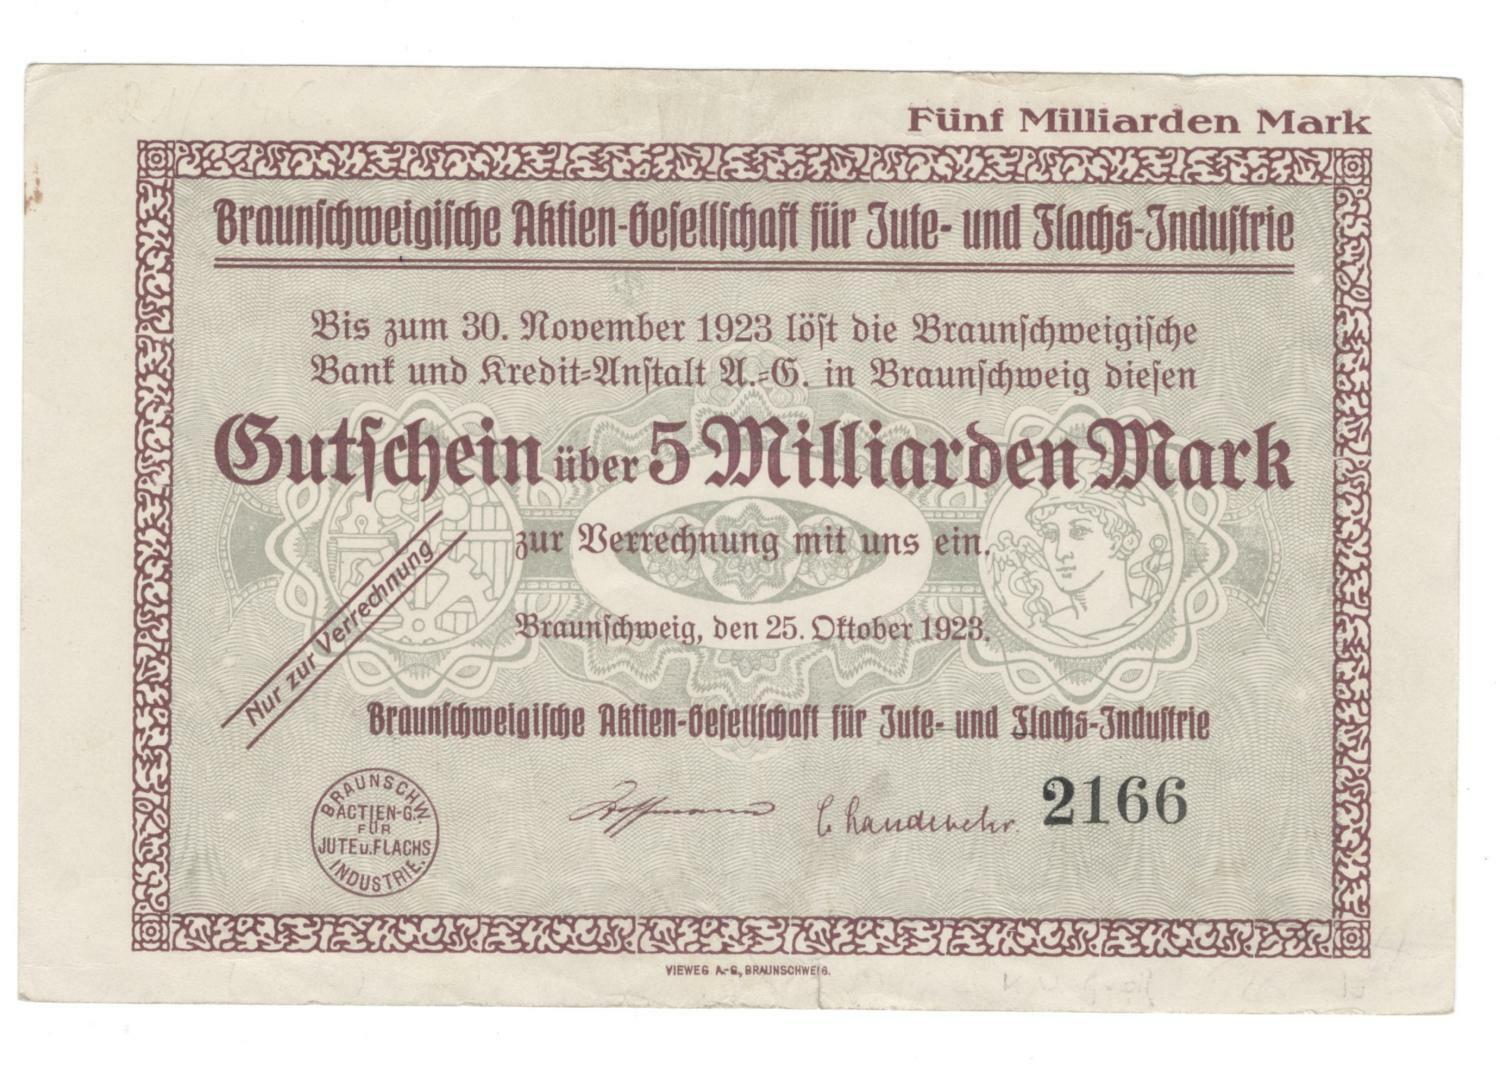 Fünf Milliarden Mark
Braunschweigische Aktien-Gesellschaft für Jute- und Flachs-Industrie
Bis zum 30. November 1923 löst die Braunschweigische
Bank und Kredit-Anstalt A.-G. in Braunschweig diesen
Gutschein über 5 Milliarden Mark
zur Verrechnung mit uns ein.
Nur zur Verrechnung
Braunschweig, den 25. Oktober 1923.
Braunschweigische Aktien-Gesellschaft für Jute- und Flachs-Industrie
BRAUNSCHW.
ACTIEN-G.
FÜR
JUTE u. FLACHS
INDUSTRIE.
2166
VIEWEG A.-G., BRAUNSCHWEIG.